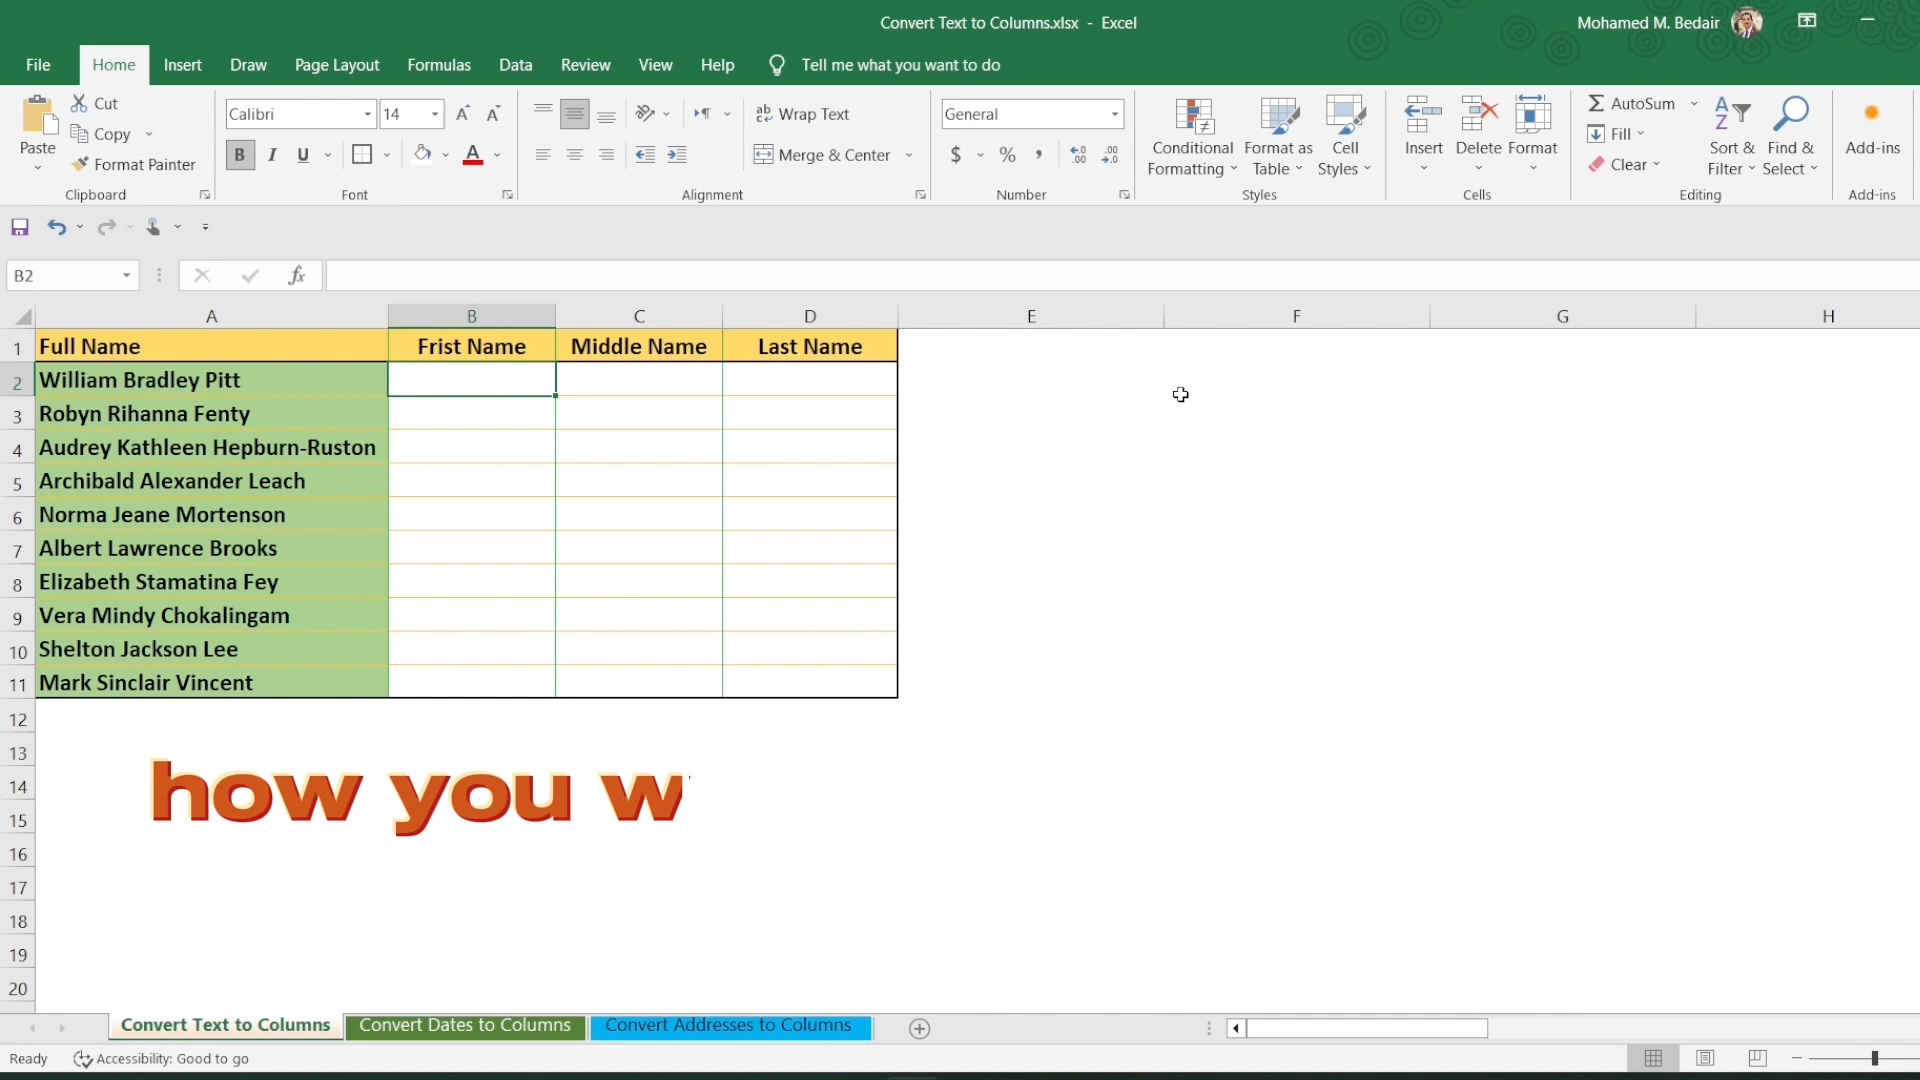 Convert Text to Columns.xlsx - Excel
Mohamed M. Bedair
File Home Insert Draw Page Layout Formulas Data Review View Help Tell me what you want to do
Paste
Cut
Copy
Format Painter
Clipboard
Calibri 14
B I U A
Font
Wrap Text
Merge & Center
Alignment
General
$ % ,
Number
Conditional Formatting
Format as Table
Cell Styles
Styles
Insert Delete Format
Cells
AutoSum
Fill
Clear
Sort & Filter
Find & Select
Editing
Add-ins
Add-ins
B2 fx
A B C D E F G H
1 Full Name Frist Name Middle Name Last Name
2 William Bradley Pitt
3 Robyn Rihanna Fenty
4 Audrey Kathleen Hepburn-Ruston
5 Archibald Alexander Leach
6 Norma Jeane Mortenson
7 Albert Lawrence Brooks
8 Elizabeth Stamatina Fey
9 Vera Mindy Chokalingam
10 Shelton Jackson Lee
11 Mark Sinclair Vincent
12
13
14
how you w
15
16
17
18
19
20
Convert Text to Columns Convert Dates to Columns Convert Addresses to Columns
Ready Accessibility: Good to go